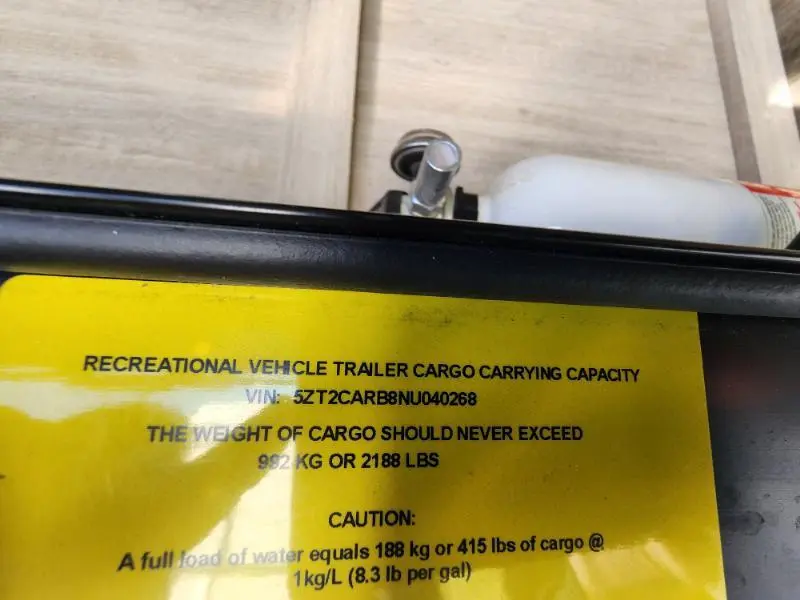 RECREATIONAL VEHICLE TRAILER CARGO CARRYING CAPACITY
VIN: 5ZT2CARB8NU040268
THE WEIGHT OF CARGO SHOULD NEVER EXCEED
992 KG OR 2188 LBS
CAUTION:
A full load of water equals 188 kg or 415 lbs of cargo @
1kg/L (8.3 lb per gal)